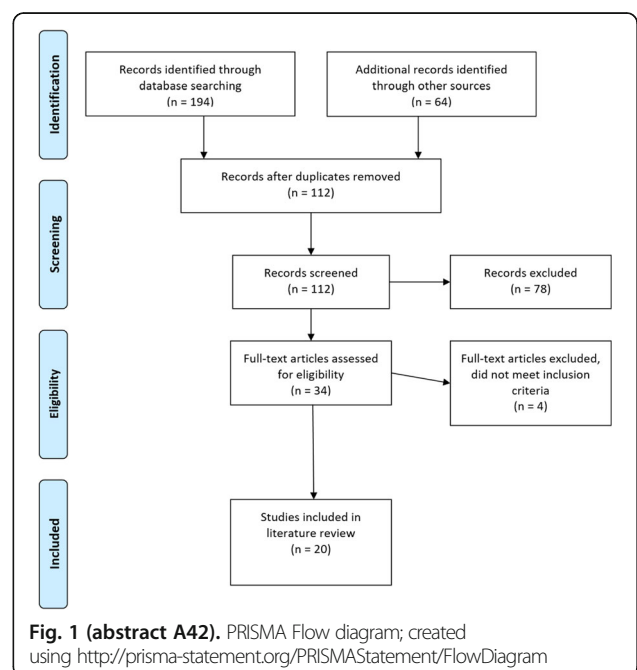 Identification
Records identified through
database searching
(n = 194)
Additional records identified
through other sources
(n = 64)
Records after duplicates removed
(n = 112)
Screening
Records screened
(n = 112)
Records excluded
(n = 78)
Eligibility
Full-text articles assessed
for eligibility
(n = 34)
Full-text articles excluded,
did not meet inclusion
criteria
(n = 4)
Included
Studies included in
literature review
(n = 20)
Fig. 1 (abstract A42). PRISMA Flow diagram; created
using http://prisma-statement.org/PRISMAStatement/FlowDiagram